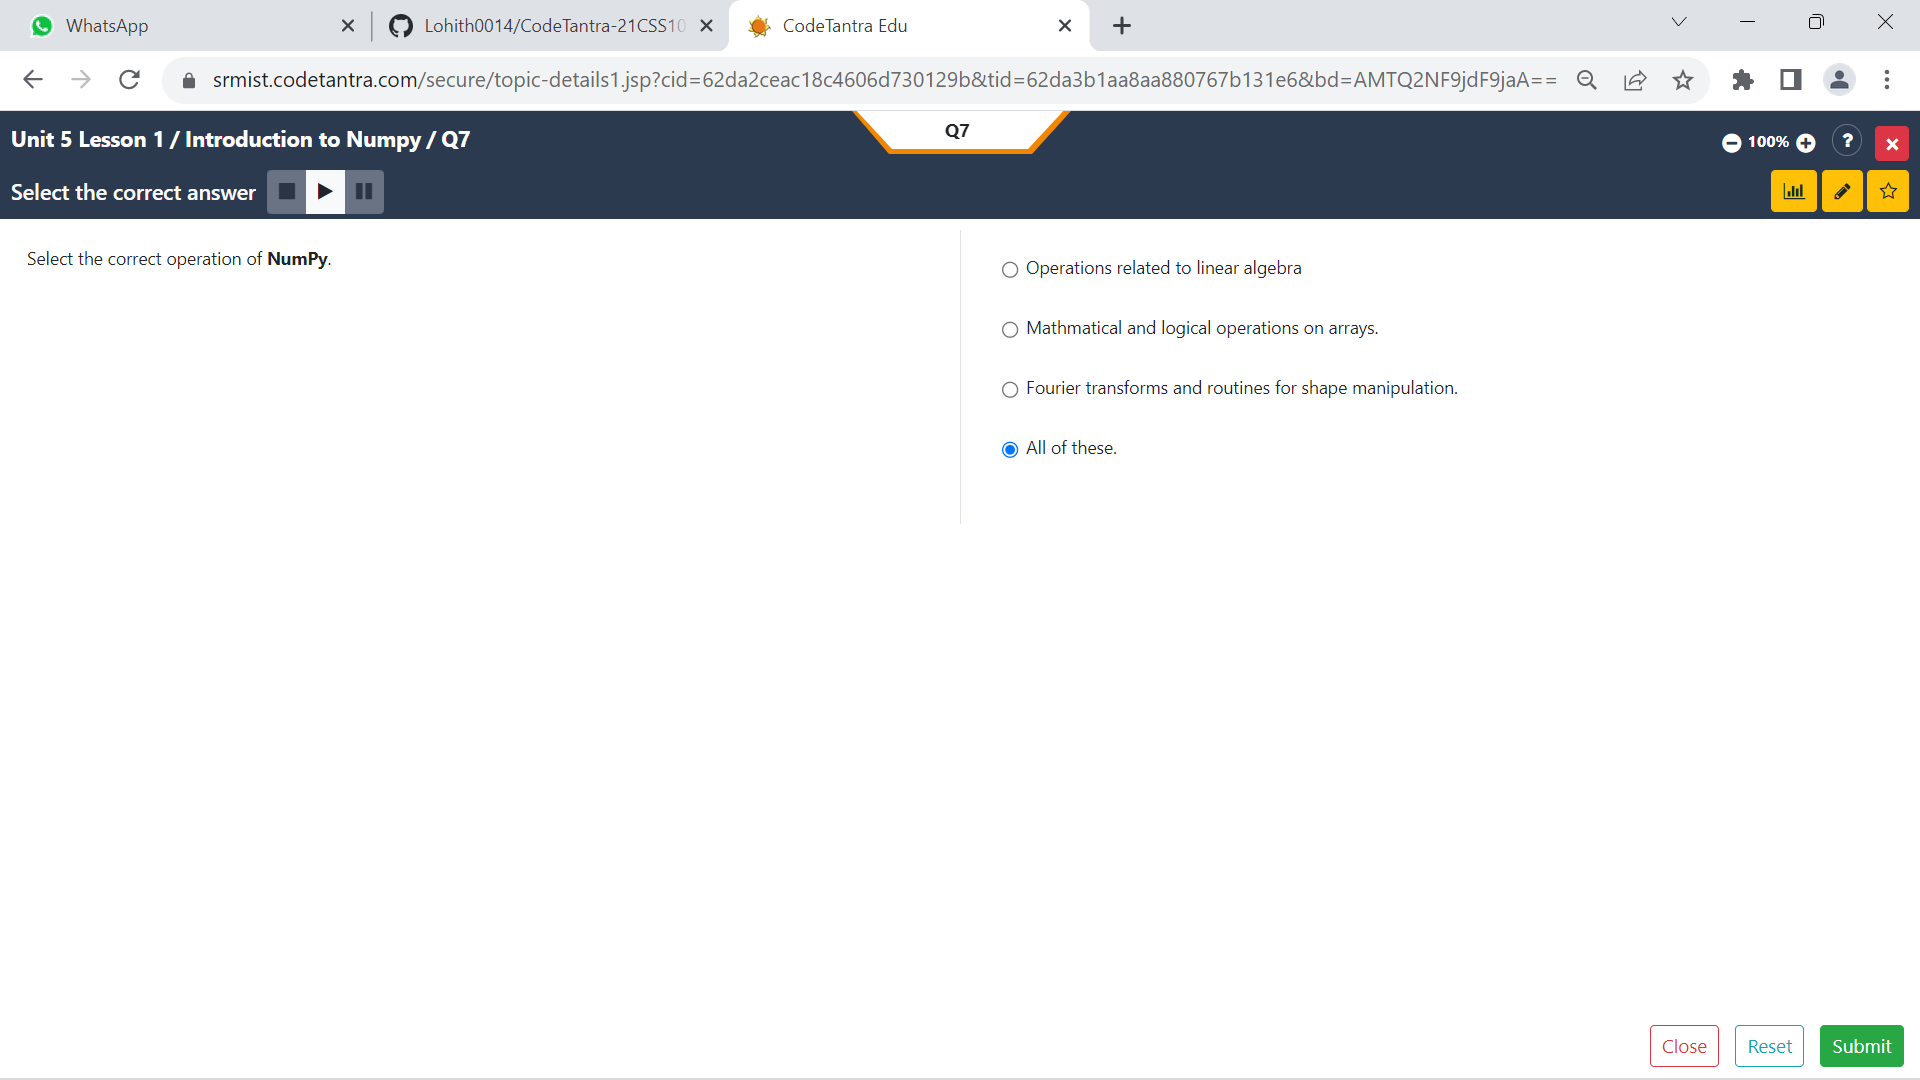 WhatsApp
Lohith0014/CodeTantra-21CSS10
CodeTantra Edu
srmist.codetantra.com/secure/topic-details1.jsp?cid=62da2ceac18c4606d730129b&tid=62da3b1aa8aa880767b131e6&bd=AMTQ2NF9jdF9jaA==
Unit 5 Lesson 1 / Introduction to Numpy / Q7
Q7
100%
?
Select the correct answer
Select the correct operation of NumPy.
Operations related to linear algebra
Mathmatical and logical operations on arrays.
Fourier transforms and routines for shape manipulation.
All of these.
Close
Reset
Submit